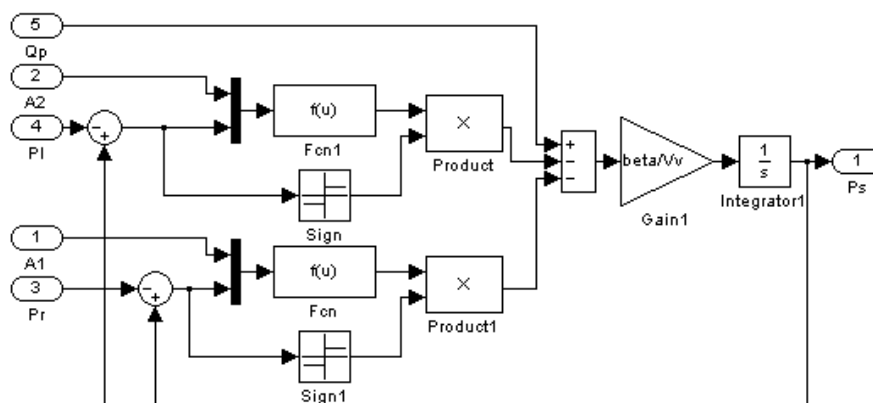 5
Qp
2
A2
4
Pl
-
+
f(u)
Fcn1
×
Product
Sign
+
-
-
beta/Vv
Gain1
1
s
Integrator1
1
Ps
1
A1
3
Pr
-
+
f(u)
Fcn
×
Product1
Sign1